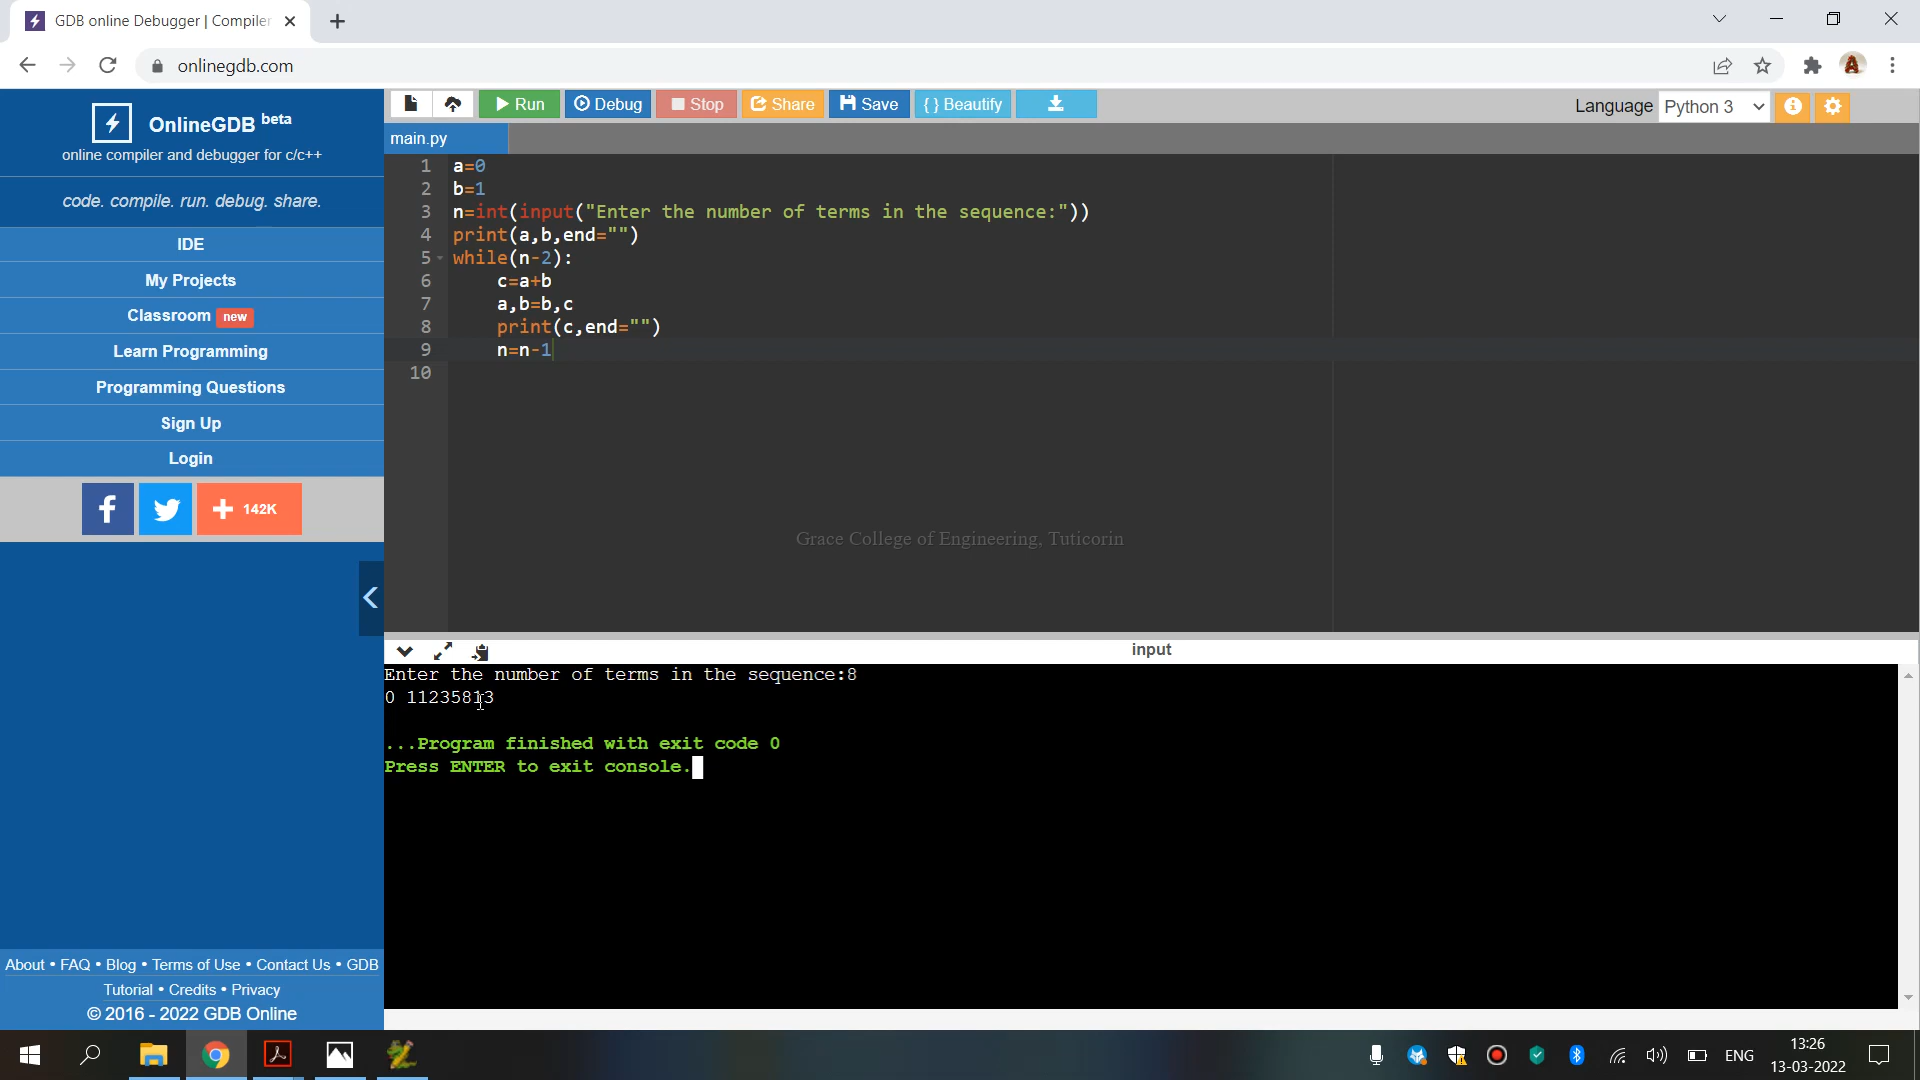 GDB online Debugger | Compiler
onlinegdb.com
OnlineGDB beta
online compiler and debugger for c/c++
code. compile. run. debug. share.
IDE
My Projects
Classroom new
Learn Programming
Programming Questions
Sign Up
Login
142K
About • FAQ • Blog • Terms of Use • Contact Us • GDB
Tutorial • Credits • Privacy
© 2016 - 2022 GDB Online
Run Debug Stop Share Save { } Beautify
Language Python 3
main.py
1 a=0
2 b=1
3 n=int(input("Enter the number of terms in the sequence:"))
4 print(a,b,end="")
5 while(n-2):
6 c=a+b
7 a,b=b,c
8 print(c,end="")
9 n=n-1
10
Grace College of Engineering, Tuticorin
input
Enter the number of terms in the sequence:8
0 11235813
...Program finished with exit code 0
Press ENTER to exit console.
ENG
13:26
13-03-2022